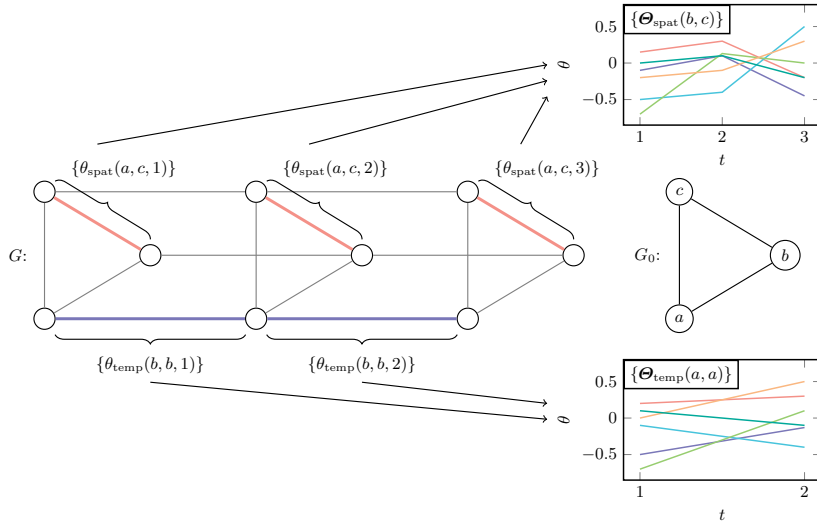 {Θspat(b, c)}
0.5
0
−0.5
θ
1 2 3
t
{θspat(a, c, 1)} {θspat(a, c, 2)} {θspat(a, c, 3)}
G:
G0:
c
b
a
{θtemp(b, b, 1)} {θtemp(b, b, 2)}
{Θtemp(a, a)}
0.5
0
−0.5
θ
1 2
t